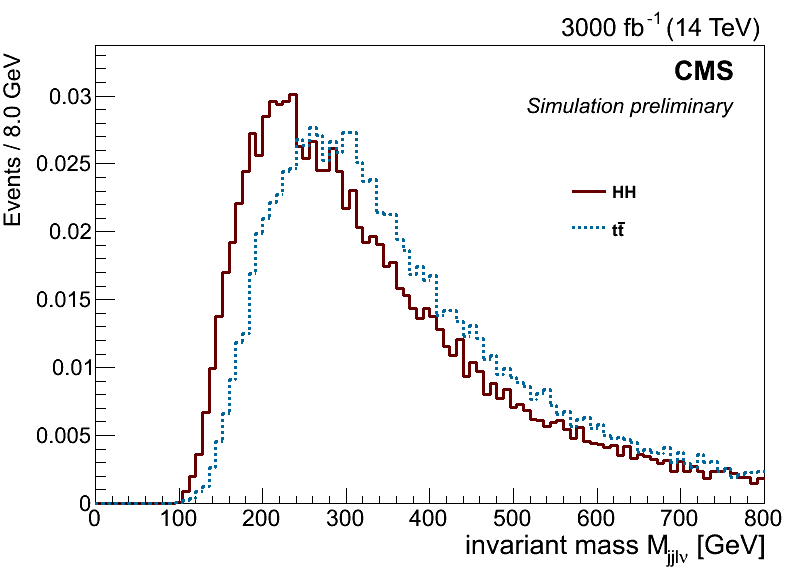 3000 fb⁻¹ (14 TeV)
CMS
Simulation preliminary
HH
tt̄
Events / 8.0 GeV
0.03
0.025
0.02
0.015
0.01
0.005
0
0 100 200 300 400 500 600 700 800
invariant mass M_jjlν [GeV]